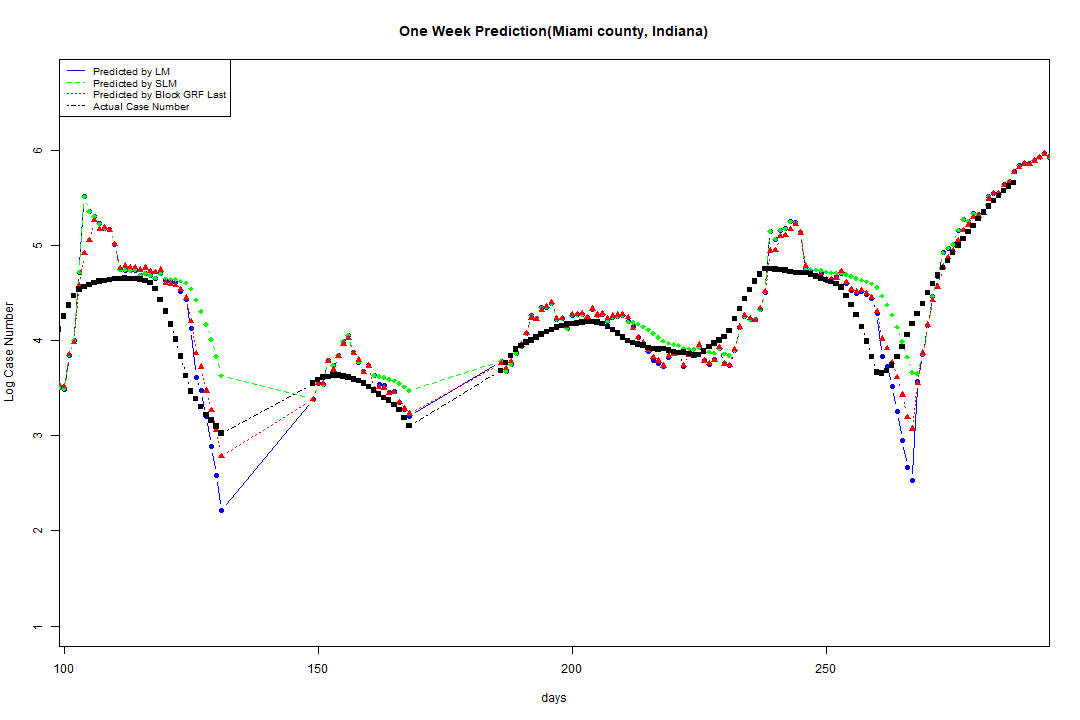 One Week Prediction(Miami county, Indiana)
Predicted by LM
Predicted by SLM
Predicted by Block GRF Last
Actual Case Number
Log Case Number
6
5
4
3
2
1
100 150 200 250
days